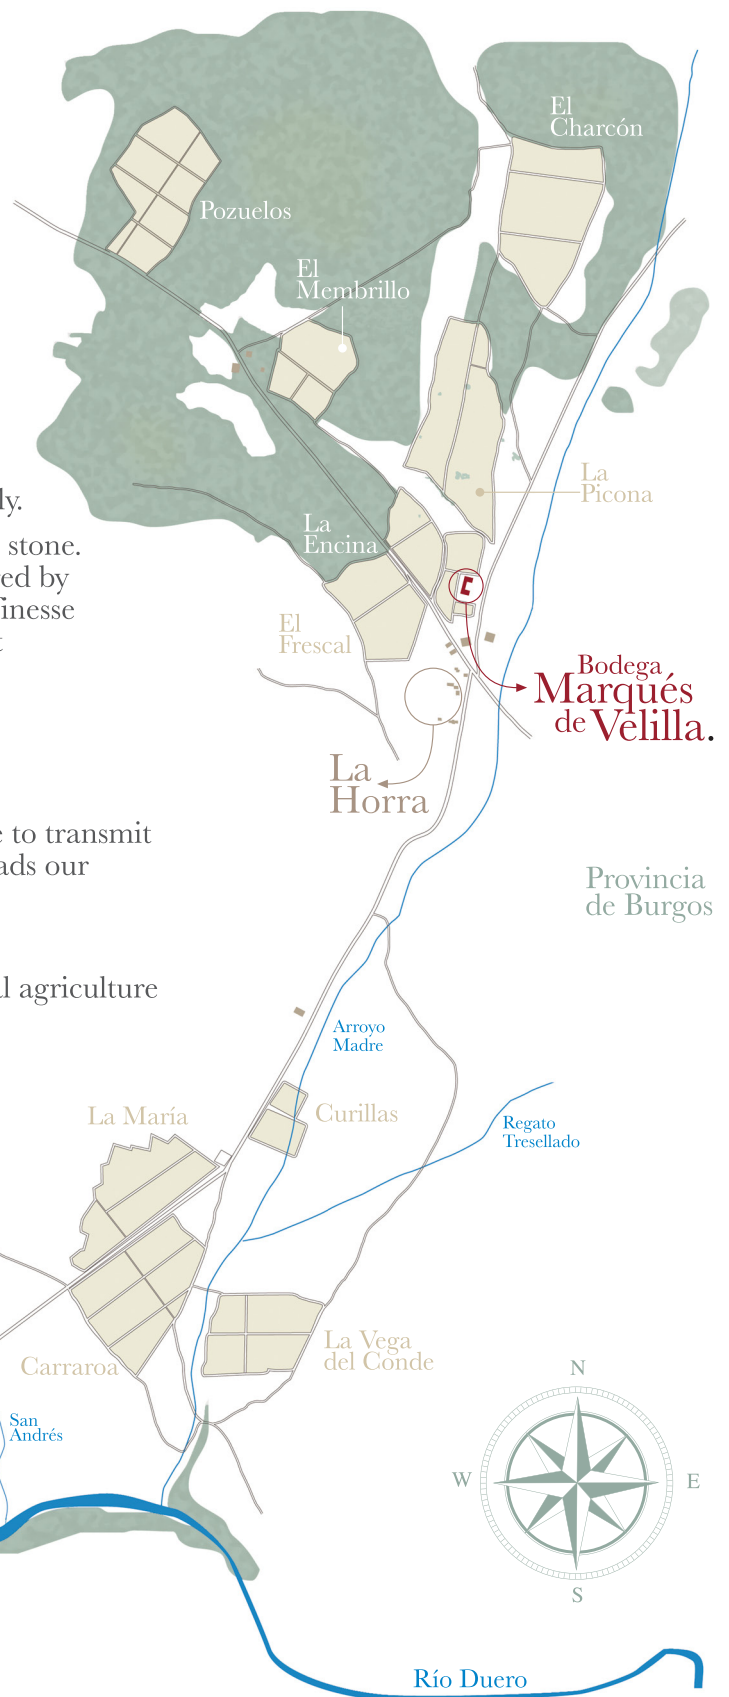 El
Charcón
Pozuelos
El
Membrillo
La
Picona
ly.
stone.
ed by
inesse
La
Encina
El
Frescal
Bodega
Marqués
de Velilla.
La
Horra
to transmit
ads our
Provincia
de Burgos
l agriculture
Arroyo
Madre
La María
Curillas
Regato
Tresellado
La Vega
del Conde
Carraroa
San
Andrés
N
W
E
S
Río Duero